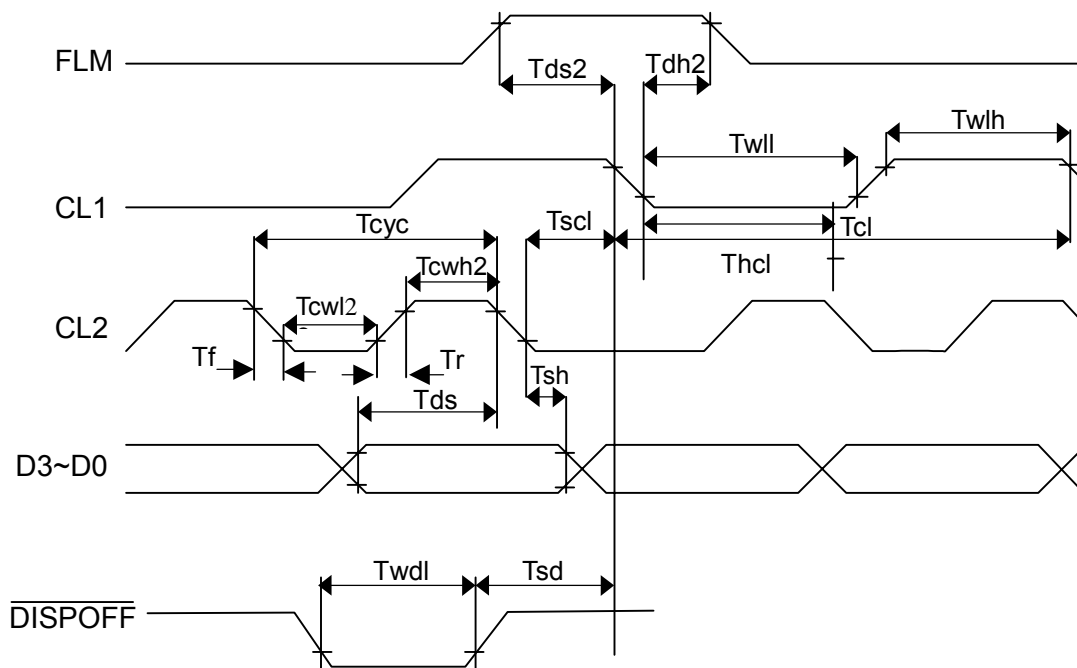 FLM
Tds2
Tdh2
Twlh
Twll
CL1
Tcyc
Tscl
Tcl
Tcwh2
Thcl
Tcwl2
CL2
Tf
Tr
Tsh
Tds
D3~D0
Twdl
Tsd
DISPOFF